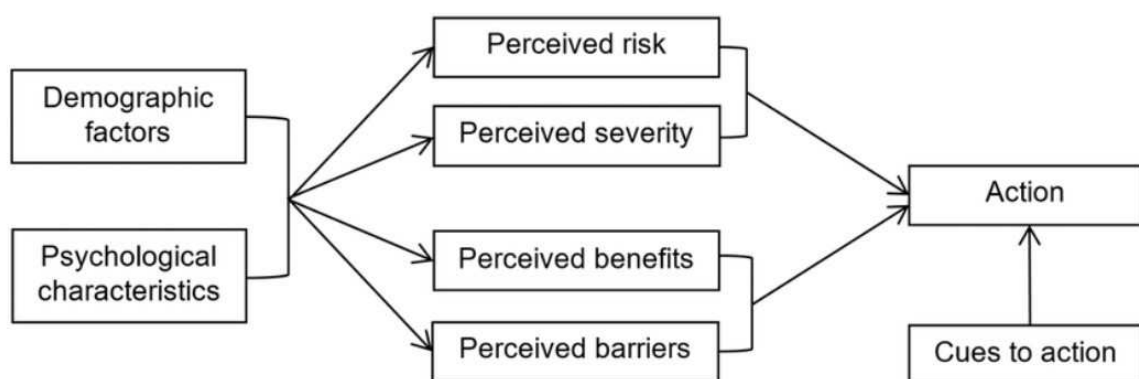 Demographic
factors
Psychological
characteristics
Perceived risk
Perceived severity
Perceived benefits
Perceived barriers
Action
Cues to action